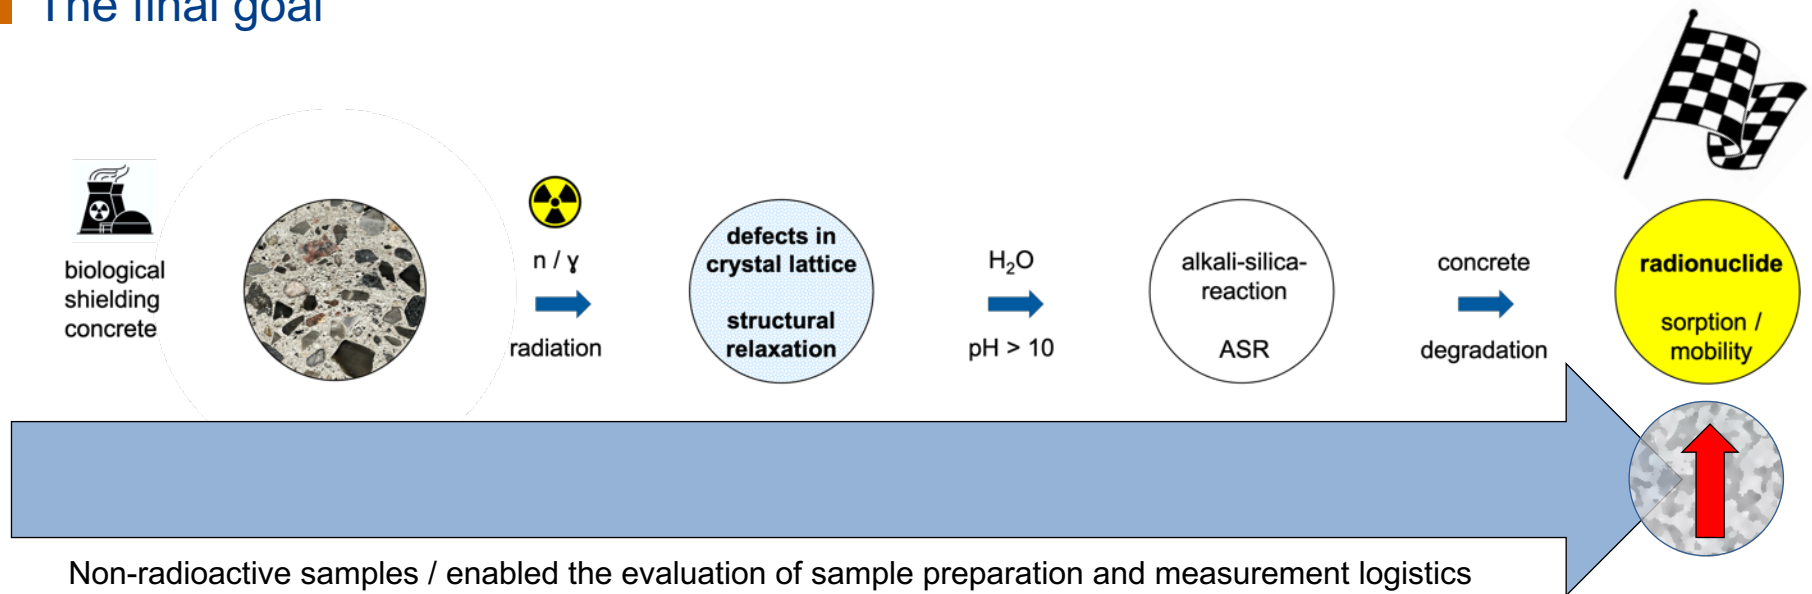 The final goal
biological
shielding
concrete
n / γ
radiation
defects in
crystal lattice
structural
relaxation
H₂O
pH > 10
alkali-silica-
reaction
ASR
concrete
degradation
radionuclide
sorption /
mobility
Non-radioactive samples / enabled the evaluation of sample preparation and measurement logistics